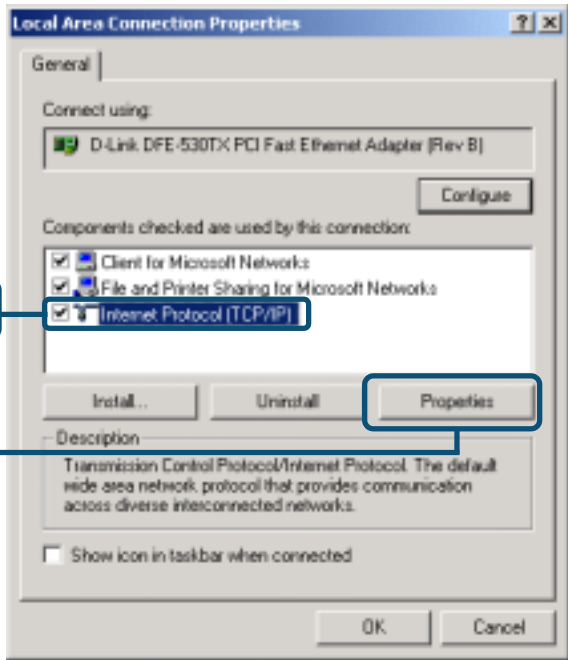 Local Area Connection Properties
General
Connect using:
D-Link DFE-530TX PCI Fast Ethernet Adapter (Rev B)
Configure
Components checked are used by this connection:
Client for Microsoft Networks
File and Printer Sharing for Microsoft Networks
Internet Protocol (TCP/IP)
Install...
Uninstall
Properties
Description
Transmission Control Protocol/Internet Protocol. The default
wide area network protocol that provides communication
across diverse interconnected networks.
Show icon in taskbar when connected
OK
Cancel